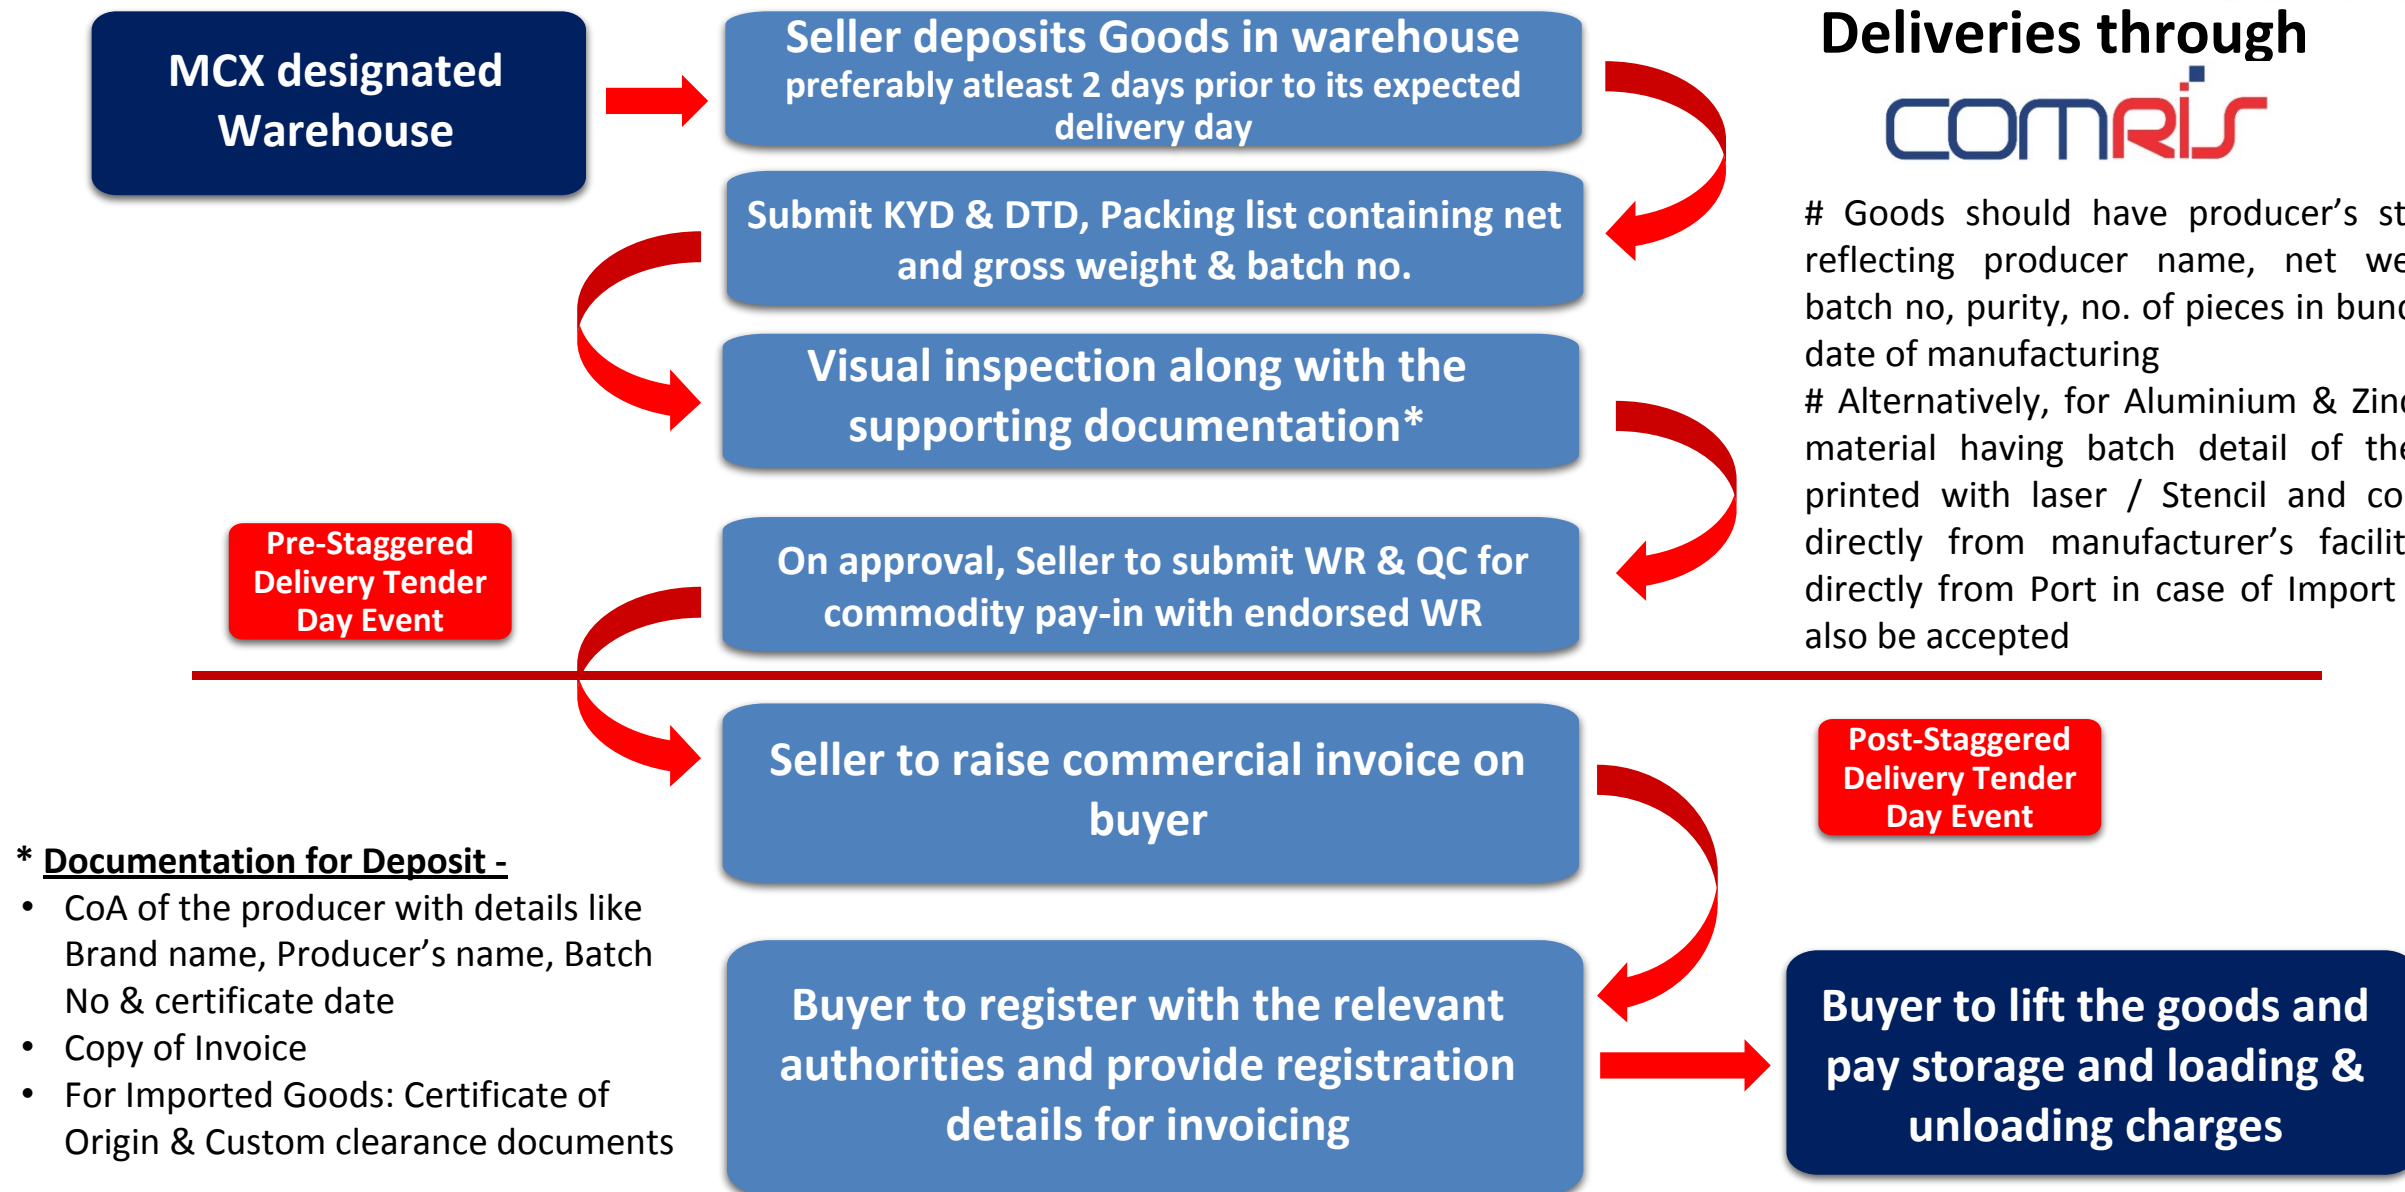 MCX designated
Warehouse
Seller deposits Goods in warehouse
preferably atleast 2 days prior to its expected
delivery day
Deliveries through
COMRIS
Submit KYD & DTD, Packing list containing net
and gross weight & batch no.
Visual inspection along with the
supporting documentation*
# Goods should have producer’s
reflecting producer name, net
batch no, purity, no. of pieces in
date of manufacturing
# Alternatively, for Aluminium &
material having batch detail of
printed with laser / Stencil and
directly from manufacturer’s
directly from Port in case of Import
also be accepted
Pre-Staggered
Delivery Tender
Day Event
On approval, Seller to submit WR & QC for
commodity pay-in with endorsed WR
Seller to raise commercial invoice on
buyer
Post-Staggered
Delivery Tender
Day Event
* Documentation for Deposit -
• CoA of the producer with details like
Brand name, Producer’s name, Batch
No & certificate date
• Copy of Invoice
• For Imported Goods: Certificate of
Origin & Custom clearance documents
Buyer to register with the relevant
authorities and provide registration
details for invoicing
Buyer to lift the goods and
pay storage and loading &
unloading charges